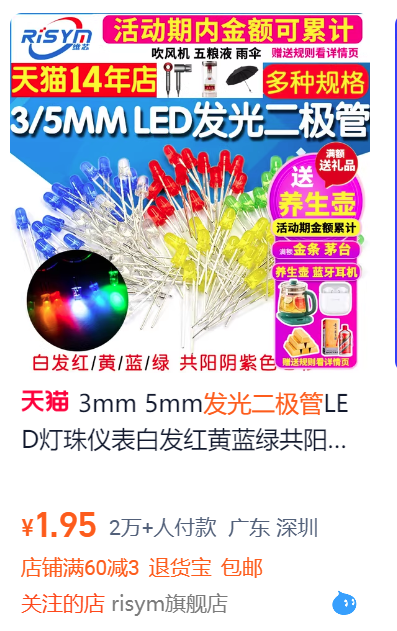 RiSYM
维芯
活动期内金额可累计
吹风机 五粮液 雨伞 赠送规则看详情页
天猫14年店
多种规格
3/5MM LED发光二极管
满额
送礼品
送
养生壶
活动期金额累计
满额 金条 茅台
养生壶 蓝牙耳机
赠送规则看详情页
白发红/黄/蓝/绿 共阳阴紫色
天猫 3mm 5mm发光二极管LE
D灯珠仪表白发红黄蓝绿共阳...
¥1.95 2万+人付款 广东 深圳
店铺满60减3 退货宝 包邮
关注的店 risym旗舰店